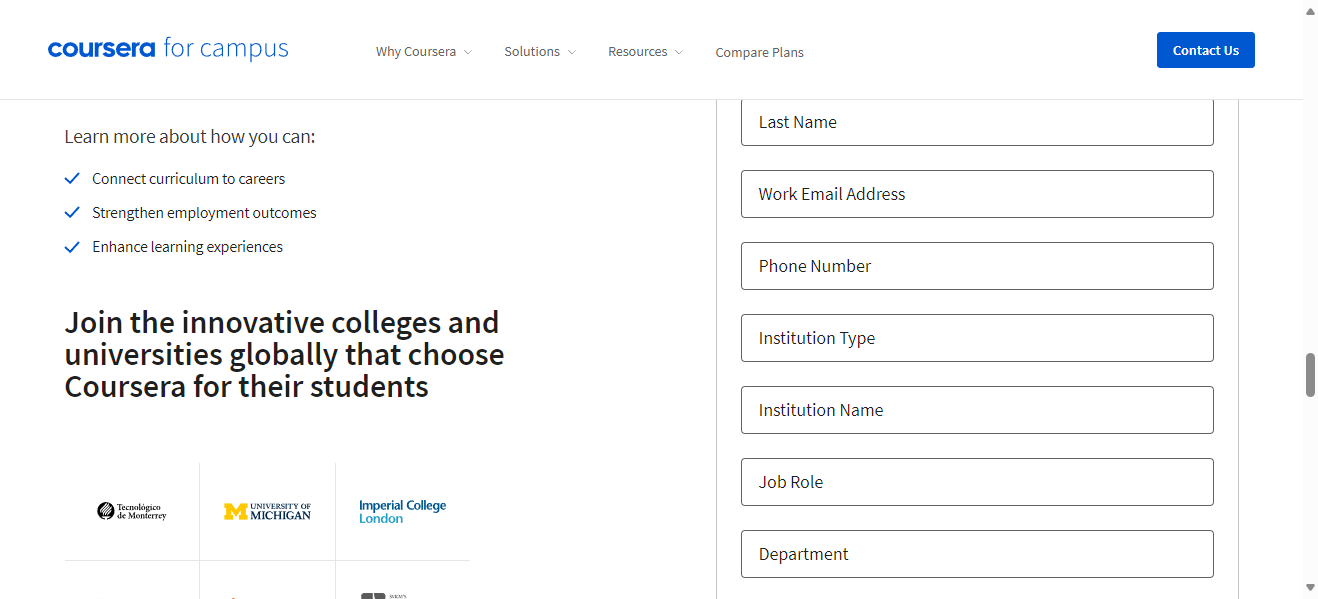 coursera for campus
Why Coursera
Solutions
Resources
Compare Plans
Contact Us
Learn more about how you can:
Connect curriculum to careers
Strengthen employment outcomes
Enhance learning experiences
Join the innovative colleges and
universities globally that choose
Coursera for their students
Tecnológico
de Monterrey
M UNIVERSITY OF
MICHIGAN
Imperial College
London
Last Name
Work Email Address
Phone Number
Institution Type
Institution Name
Job Role
Department